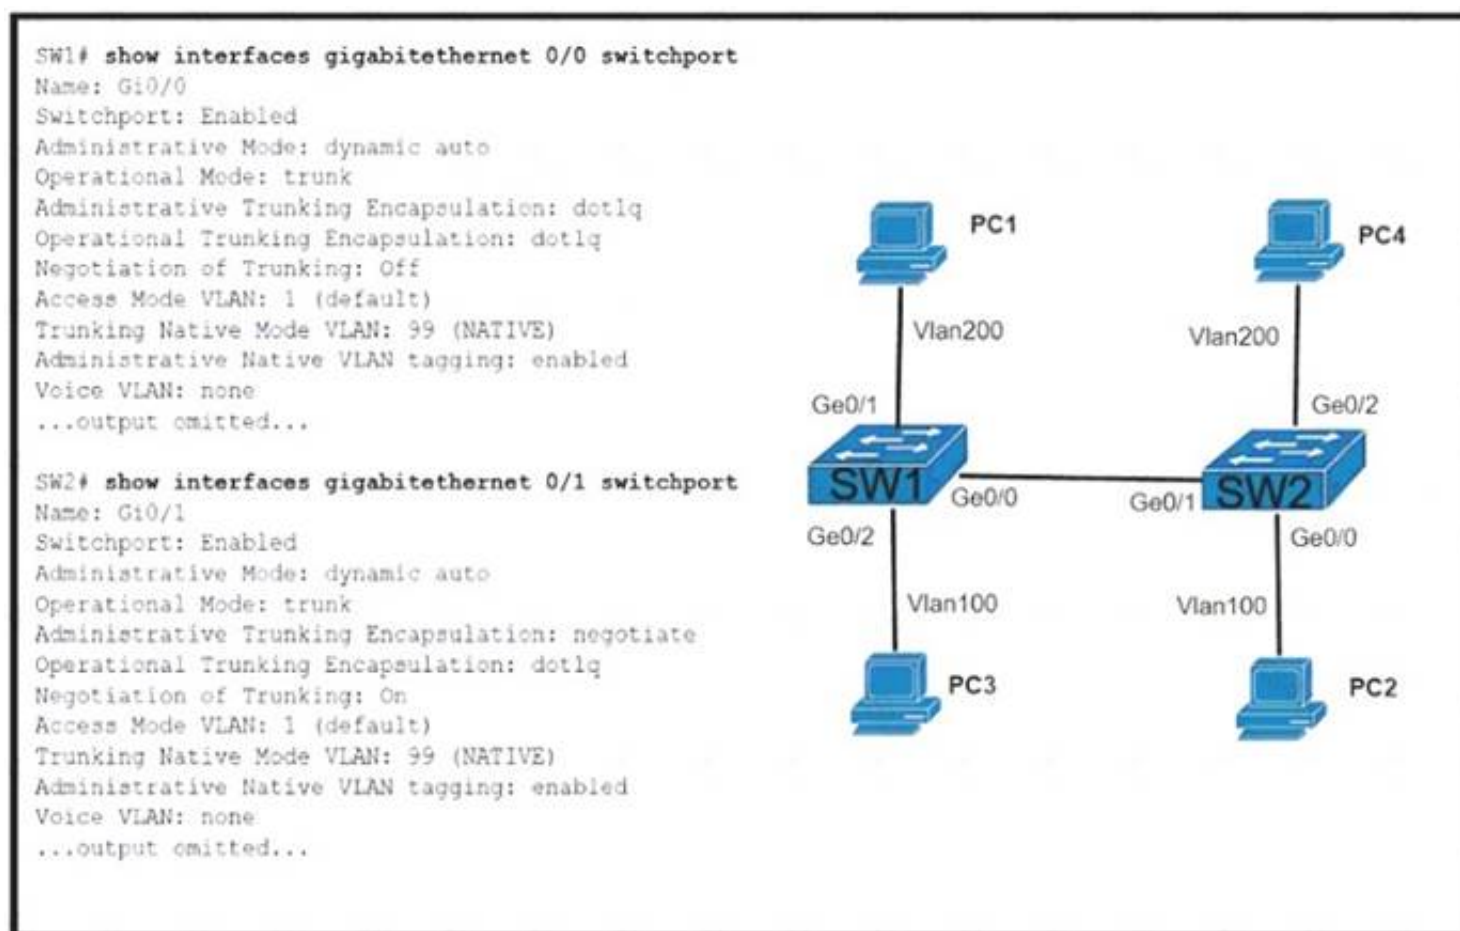 SW1# show interfaces gigabitethernet 0/0 switchport
Name: Gi0/0
Switchport: Enabled
Administrative Mode: dynamic auto
Operational Mode: trunk
Administrative Trunking Encapsulation: dot1q
Operational Trunking Encapsulation: dot1q
Negotiation of Trunking: Off
Access Mode VLAN: 1 (default)
Trunking Native Mode VLAN: 99 (NATIVE)
Administrative Native VLAN tagging: enabled
Voice VLAN: none
...output omitted...
SW2# show interfaces gigabitethernet 0/1 switchport
Name: Gi0/1
Switchport: Enabled
Administrative Mode: dynamic auto
Operational Mode: trunk
Administrative Trunking Encapsulation: negotiate
Operational Trunking Encapsulation: dot1q
Negotiation of Trunking: On
Access Mode VLAN: 1 (default)
Trunking Native Mode VLAN: 99 (NATIVE)
Administrative Native VLAN tagging: enabled
Voice VLAN: none
...output omitted...
PC1
PC4
Vlan200
Vlan200
Ge0/1
Ge0/2
SW1
Ge0/0
Ge0/1
SW2
Ge0/2
Ge0/0
Vlan100
Vlan100
PC3
PC2